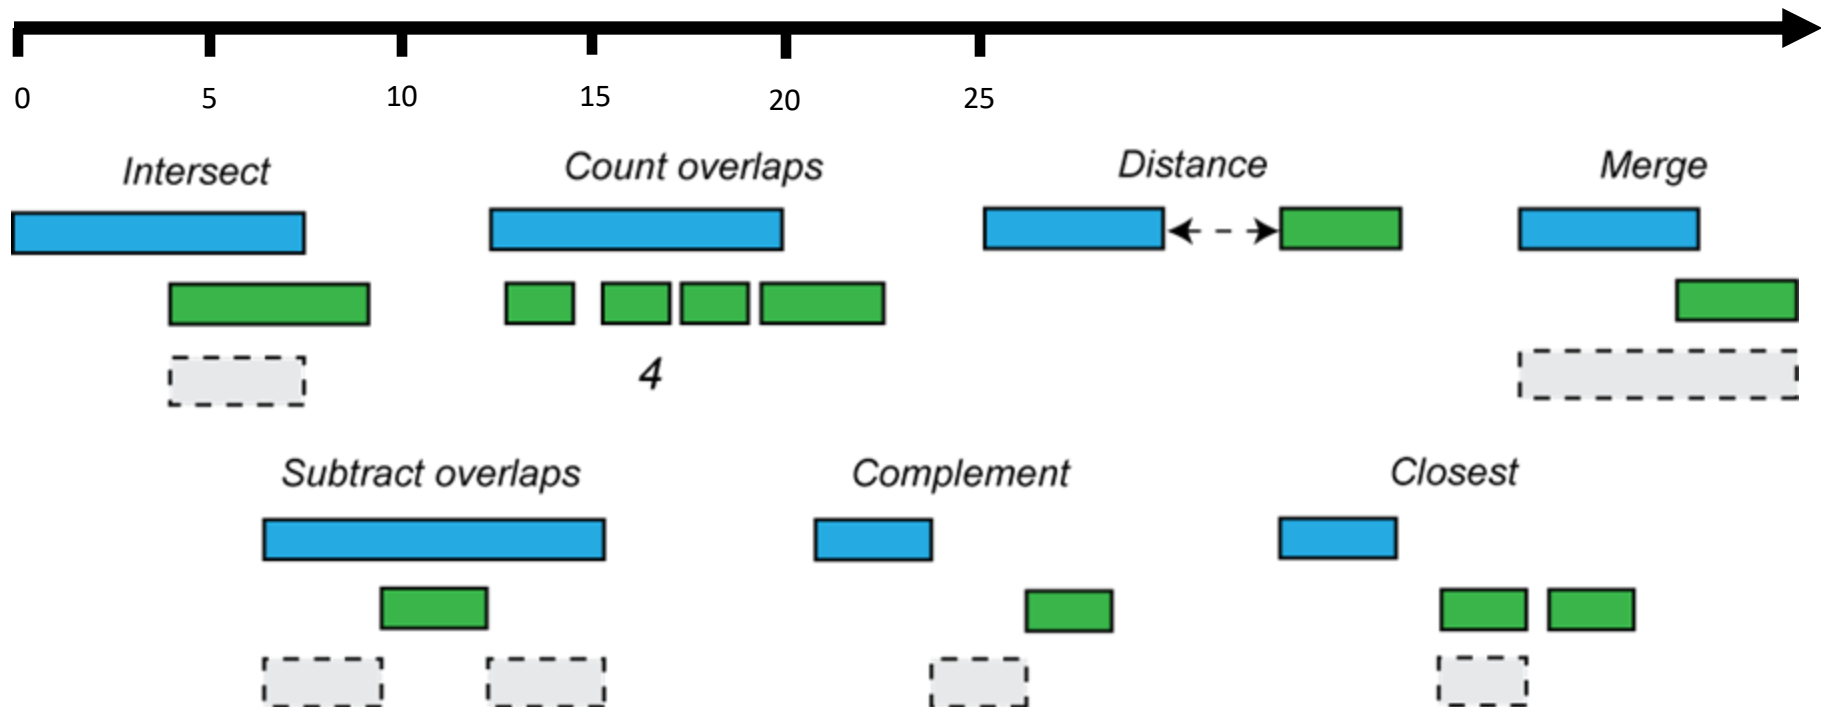 0 5 10 15 20 25
Intersect Count overlaps Distance Merge
4
Subtract overlaps Complement Closest